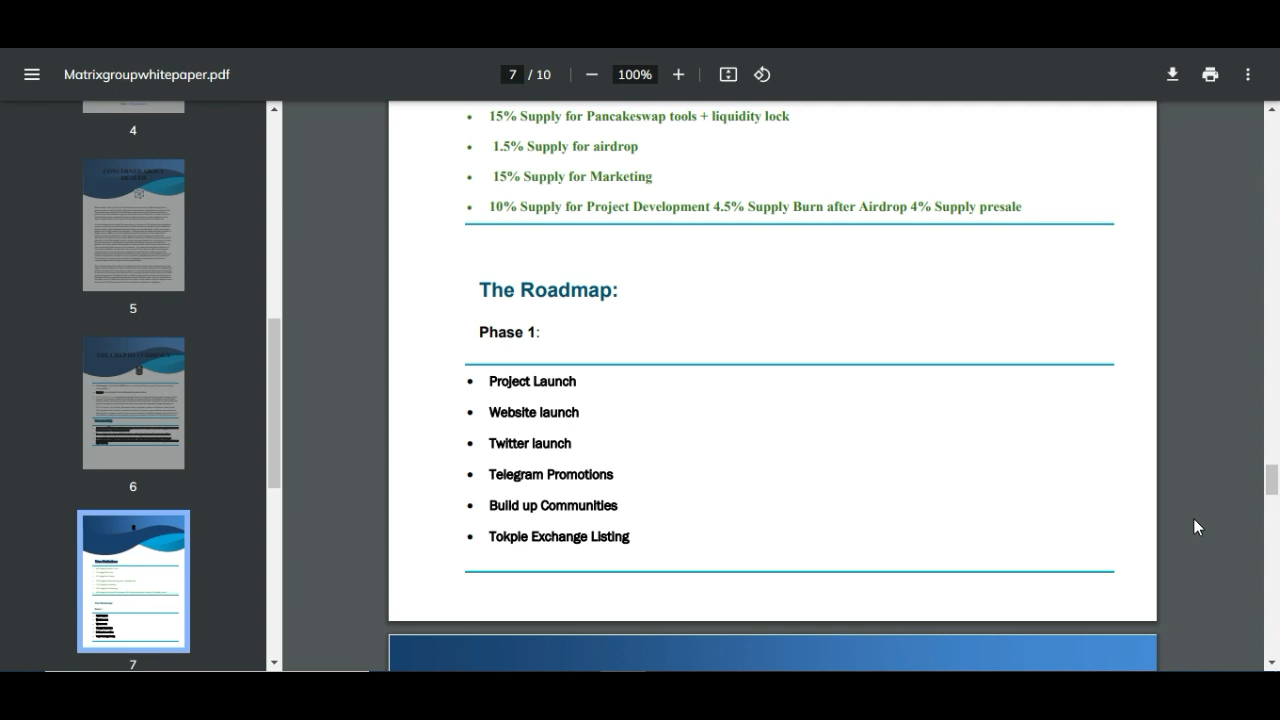 Matrixgroupwhitepaper.pdf
7 / 10
100%
15% Supply for Pancakeswap tools + liquidity lock
1.5% Supply for airdrop
15% Supply for Marketing
10% Supply for Project Development 4.5% Supply Burn after Airdrop 4% Supply presale
The Roadmap:
Phase 1:
Project Launch
Website launch
Twitter launch
Telegram Promotions
Build up Communities
Tokpie Exchange Listing
4
5
6
7